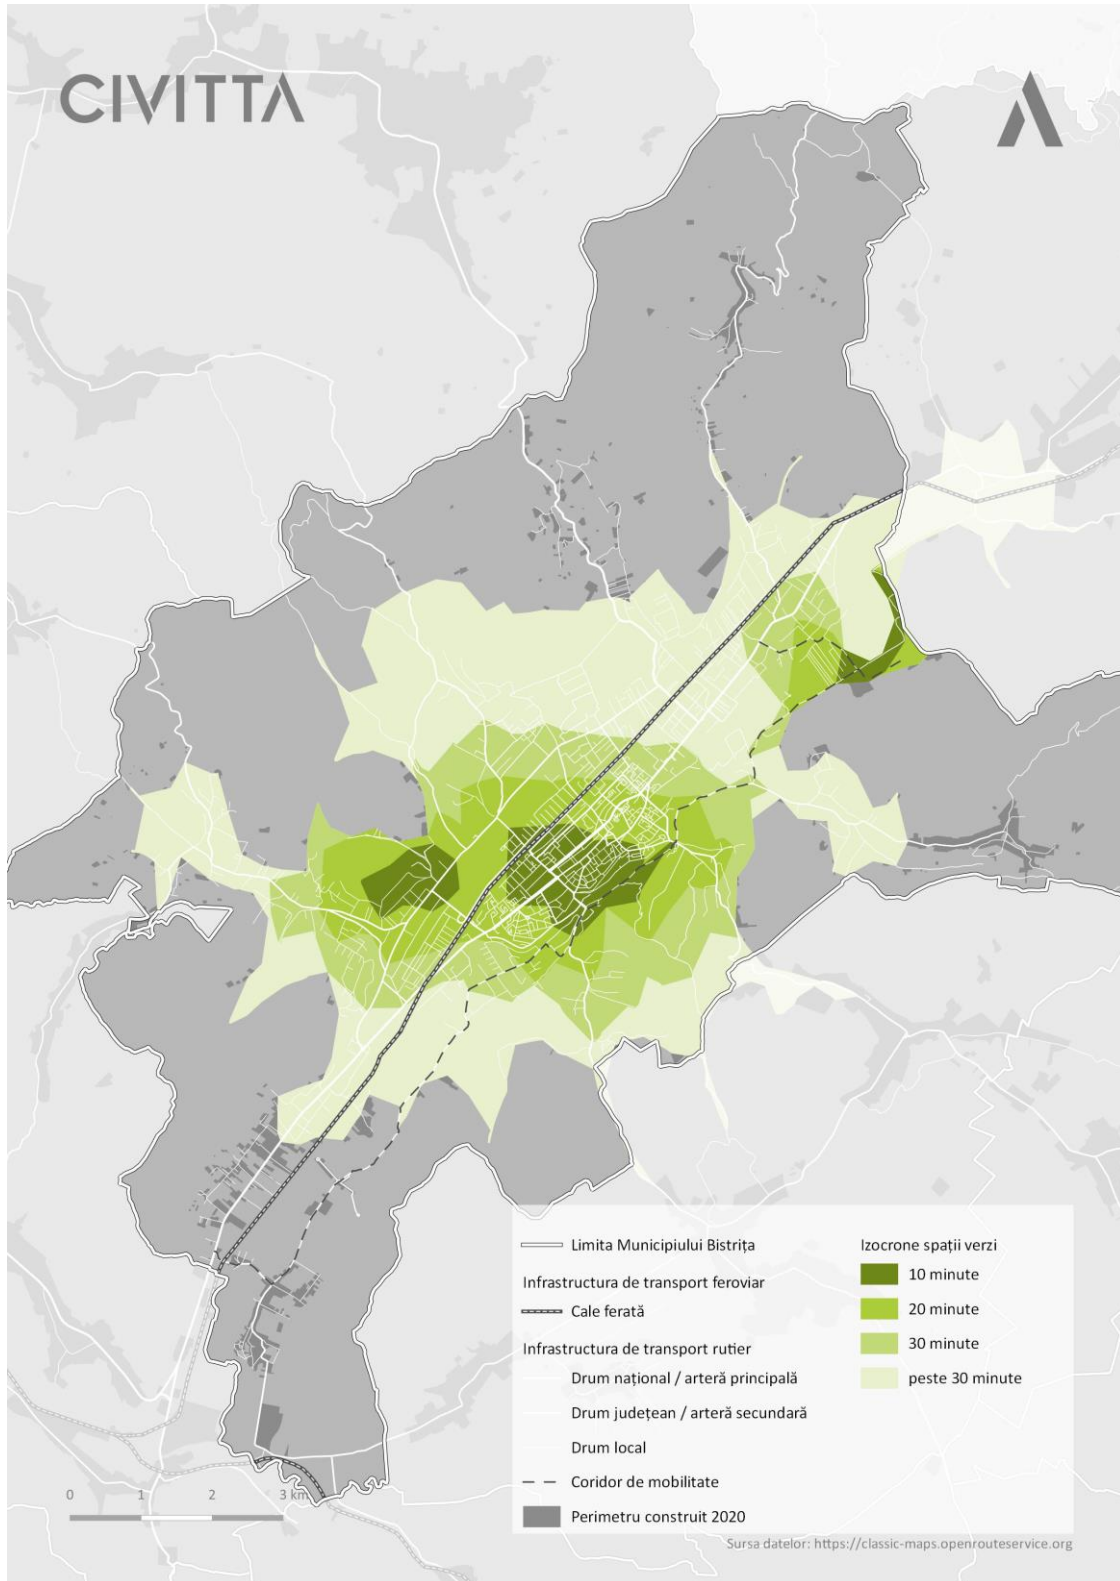 CIVITTA
Limita Municipiului Bistrița
Infrastructura de transport feroviar
Cale ferată
Infrastructura de transport rutier
Drum național / arteră principală
Drum județean / arteră secundară
Drum local
Coridor de mobilitate
Perimetru construit 2020
Izocrone spații verzi
10 minute
20 minute
30 minute
peste 30 minute
0 1 2 3 km
Sursa datelor: https://classic-maps.openrouteservice.org